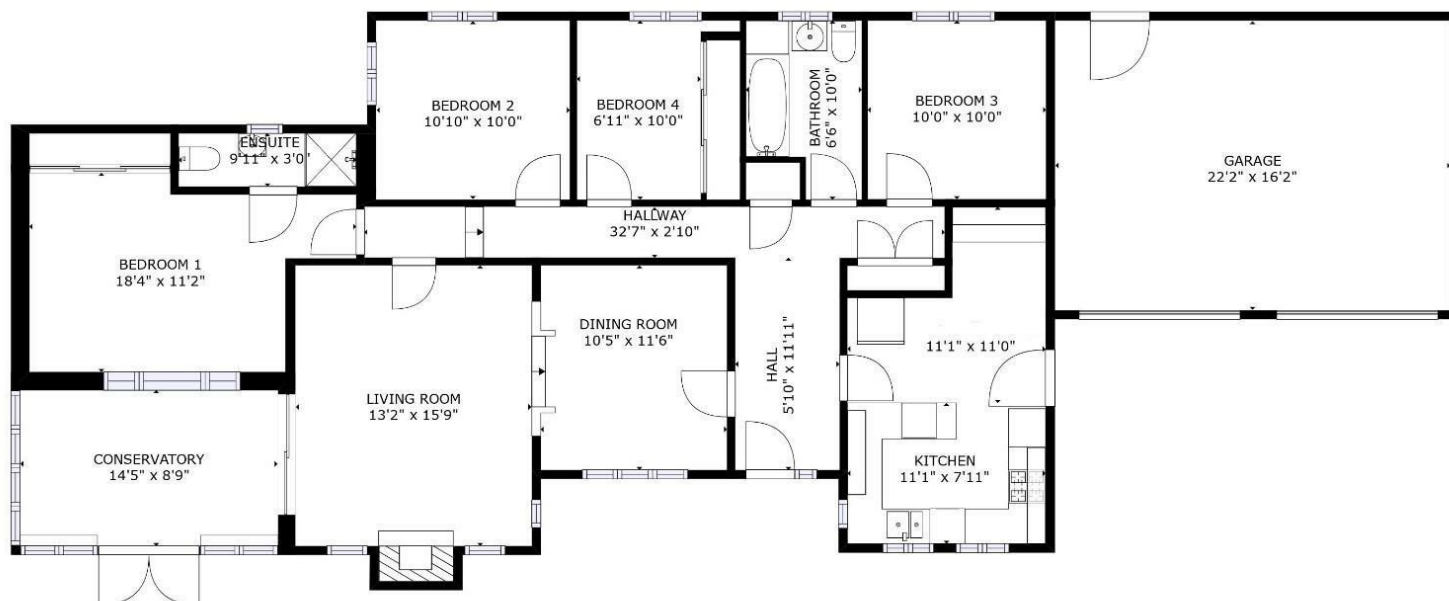 BEDROOM 2
10'10" x 10'0"
BEDROOM 4
6'11" x 10'0"
BATHROOM
6'6" x 10'0"
BEDROOM 3
10'0" x 10'0"
GARAGE
22'2" x 16'2"
ENSUITE
9'11" x 3'0"
HALLWAY
32'7" x 2'10"
BEDROOM 1
18'4" x 11'2"
DINING ROOM
10'5" x 11'6"
HALL
5'10" x 11'11"
11'1" x 11'0"
LIVING ROOM
13'2" x 15'9"
CONSERVATORY
14'5" x 8'9"
KITCHEN
11'1" x 7'11"